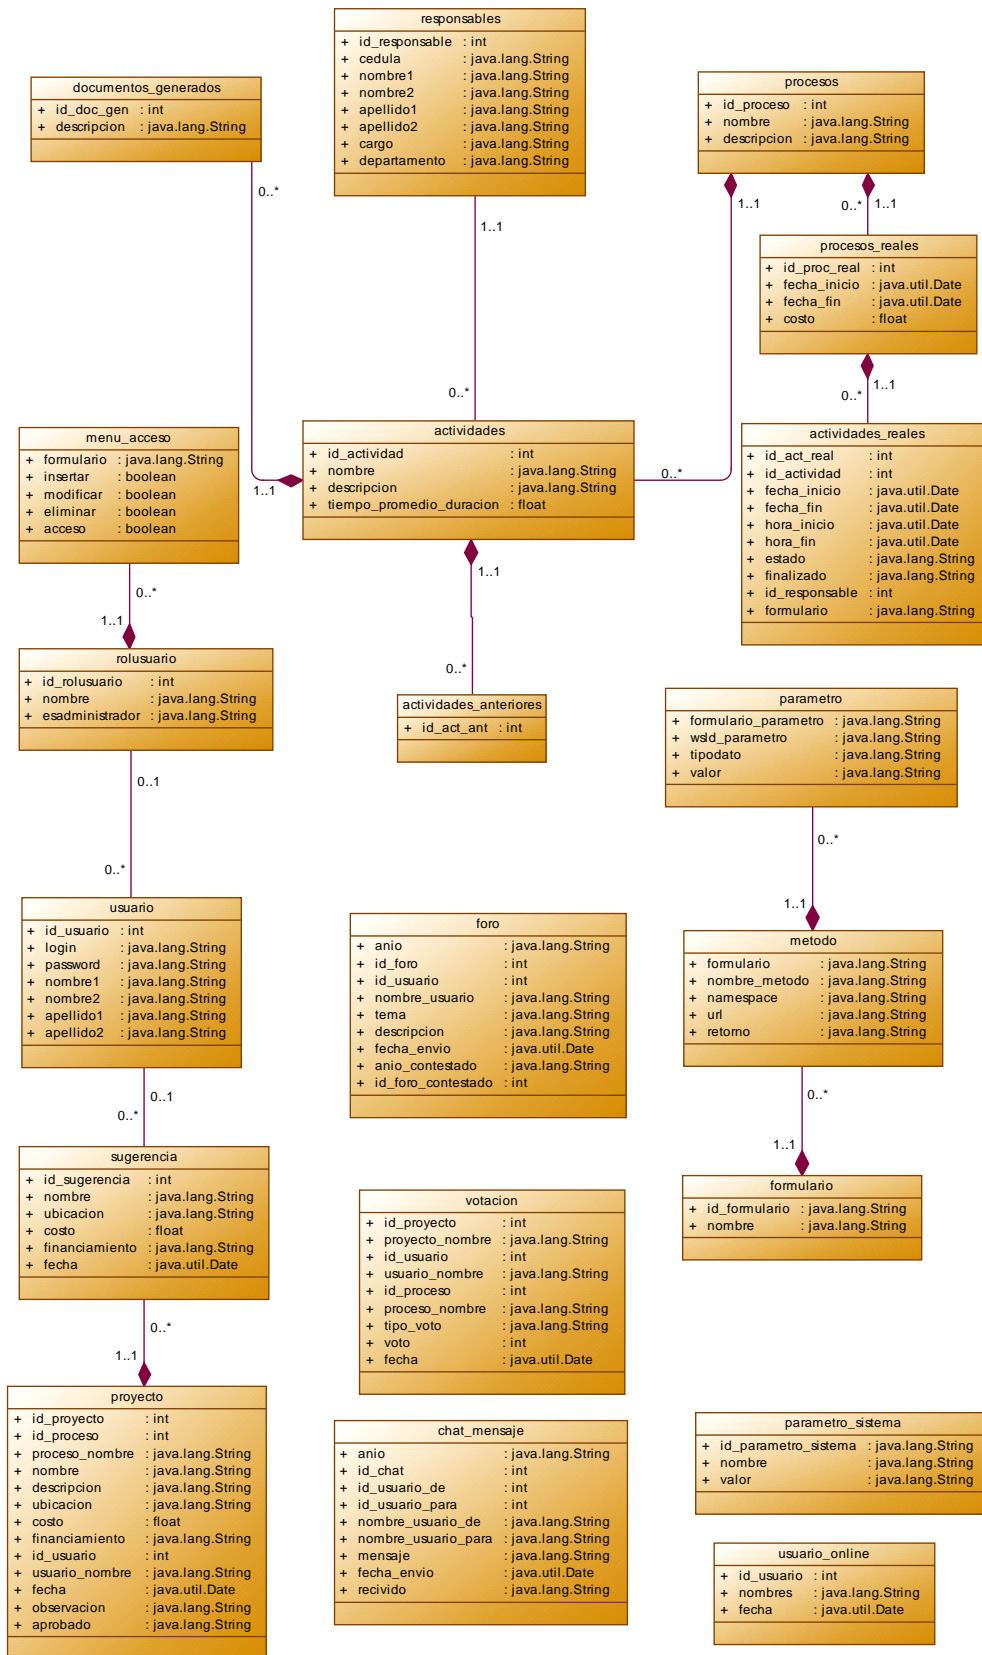 responsables
+ id_responsable : int
+ cedula : java.lang.String
+ nombre1 : java.lang.String
+ nombre2 : java.lang.String
+ apellido1 : java.lang.String
+ apellido2 : java.lang.String
+ cargo : java.lang.String
+ departamento : java.lang.String
documentos_generados
+ id_doc_gen : int
+ descripcion : java.lang.String
procesos
+ id_proceso : int
+ nombre : java.lang.String
+ descripcion : java.lang.String
0..*
1..1
1..1
0..*
1..1
procesos_reales
+ id_proc_real : int
+ fecha_inicio : java.util.Date
+ fecha_fin : java.util.Date
+ costo : float
1..1
0..*
0..*
actividades
+ id_actividad : int
+ nombre : java.lang.String
+ descripcion : java.lang.String
+ tiempo_promedio_duracion : float
1..1
0..*
1..1
menu_acceso
+ formulario : java.lang.String
+ insertar : boolean
+ modificar : boolean
+ eliminar : boolean
+ acceso : boolean
actividades_reales
+ id_act_real : int
+ id_actividad : int
+ fecha_inicio : java.util.Date
+ fecha_fin : java.util.Date
+ hora_inicio : java.util.Date
+ hora_fin : java.util.Date
+ estado : java.lang.String
+ finalizado : java.lang.String
+ id_responsable : int
+ formulario : java.lang.String
0..*
1..1
rolusuario
+ id_rolusuario : int
+ nombre : java.lang.String
+ esadministrador : java.lang.String
0..*
actividades_anteriores
+ id_act_ant : int
parametro
+ formulario_parametro : java.lang.String
+ wsld_parametro : java.lang.String
+ tipodato : java.lang.String
+ valor : java.lang.String
0..1
0..*
0..*
1..1
usuario
+ id_usuario : int
+ login : java.lang.String
+ password : java.lang.String
+ nombre1 : java.lang.String
+ nombre2 : java.lang.String
+ apellido1 : java.lang.String
+ apellido2 : java.lang.String
foro
+ anio : java.lang.String
+ id_foro : int
+ id_usuario : int
+ nombre_usuario : java.lang.String
+ tema : java.lang.String
+ descripcion : java.lang.String
+ fecha_envio : java.util.Date
+ anio_contestado : java.lang.String
+ id_foro_contestado : int
metodo
+ formulario : java.lang.String
+ nombre_metodo : java.lang.String
+ namespace : java.lang.String
+ url : java.lang.String
+ retorno : java.lang.String
0..1
0..*
0..*
1..1
sugerencia
+ id_sugerencia : int
+ nombre : java.lang.String
+ ubicacion : java.lang.String
+ costo : float
+ financiamiento : java.lang.String
+ fecha : java.util.Date
formulario
+ id_formulario : java.lang.String
+ nombre : java.lang.String
votacion
+ id_proyecto : int
+ proyecto_nombre : java.lang.String
+ id_usuario : int
+ usuario_nombre : java.lang.String
+ id_proceso : int
+ proceso_nombre : java.lang.String
+ tipo_voto : java.lang.String
+ voto : int
+ fecha : java.util.Date
0..*
1..1
proyecto
+ id_proyecto : int
+ id_proceso : int
+ proceso_nombre : java.lang.String
+ nombre : java.lang.String
+ descripcion : java.lang.String
+ ubicacion : java.lang.String
+ costo : float
+ financiamiento : java.lang.String
+ id_usuario : int
+ usuario_nombre : java.lang.String
+ fecha : java.util.Date
+ observacion : java.lang.String
+ aprobado : java.lang.String
chat_mensaje
+ anio : java.lang.String
+ id_chat : int
+ id_usuario_de : int
+ id_usuario_para : int
+ nombre_usuario_de : java.lang.String
+ nombre_usuario_para : java.lang.String
+ mensaje : java.lang.String
+ fecha_envio : java.util.Date
+ recivido : java.lang.String
parametro_sistema
+ id_parametro_sistema : java.lang.String
+ nombre : java.lang.String
+ valor : java.lang.String
usuario_online
+ id_usuario : int
+ nombres : java.lang.String
+ fecha : java.util.Date